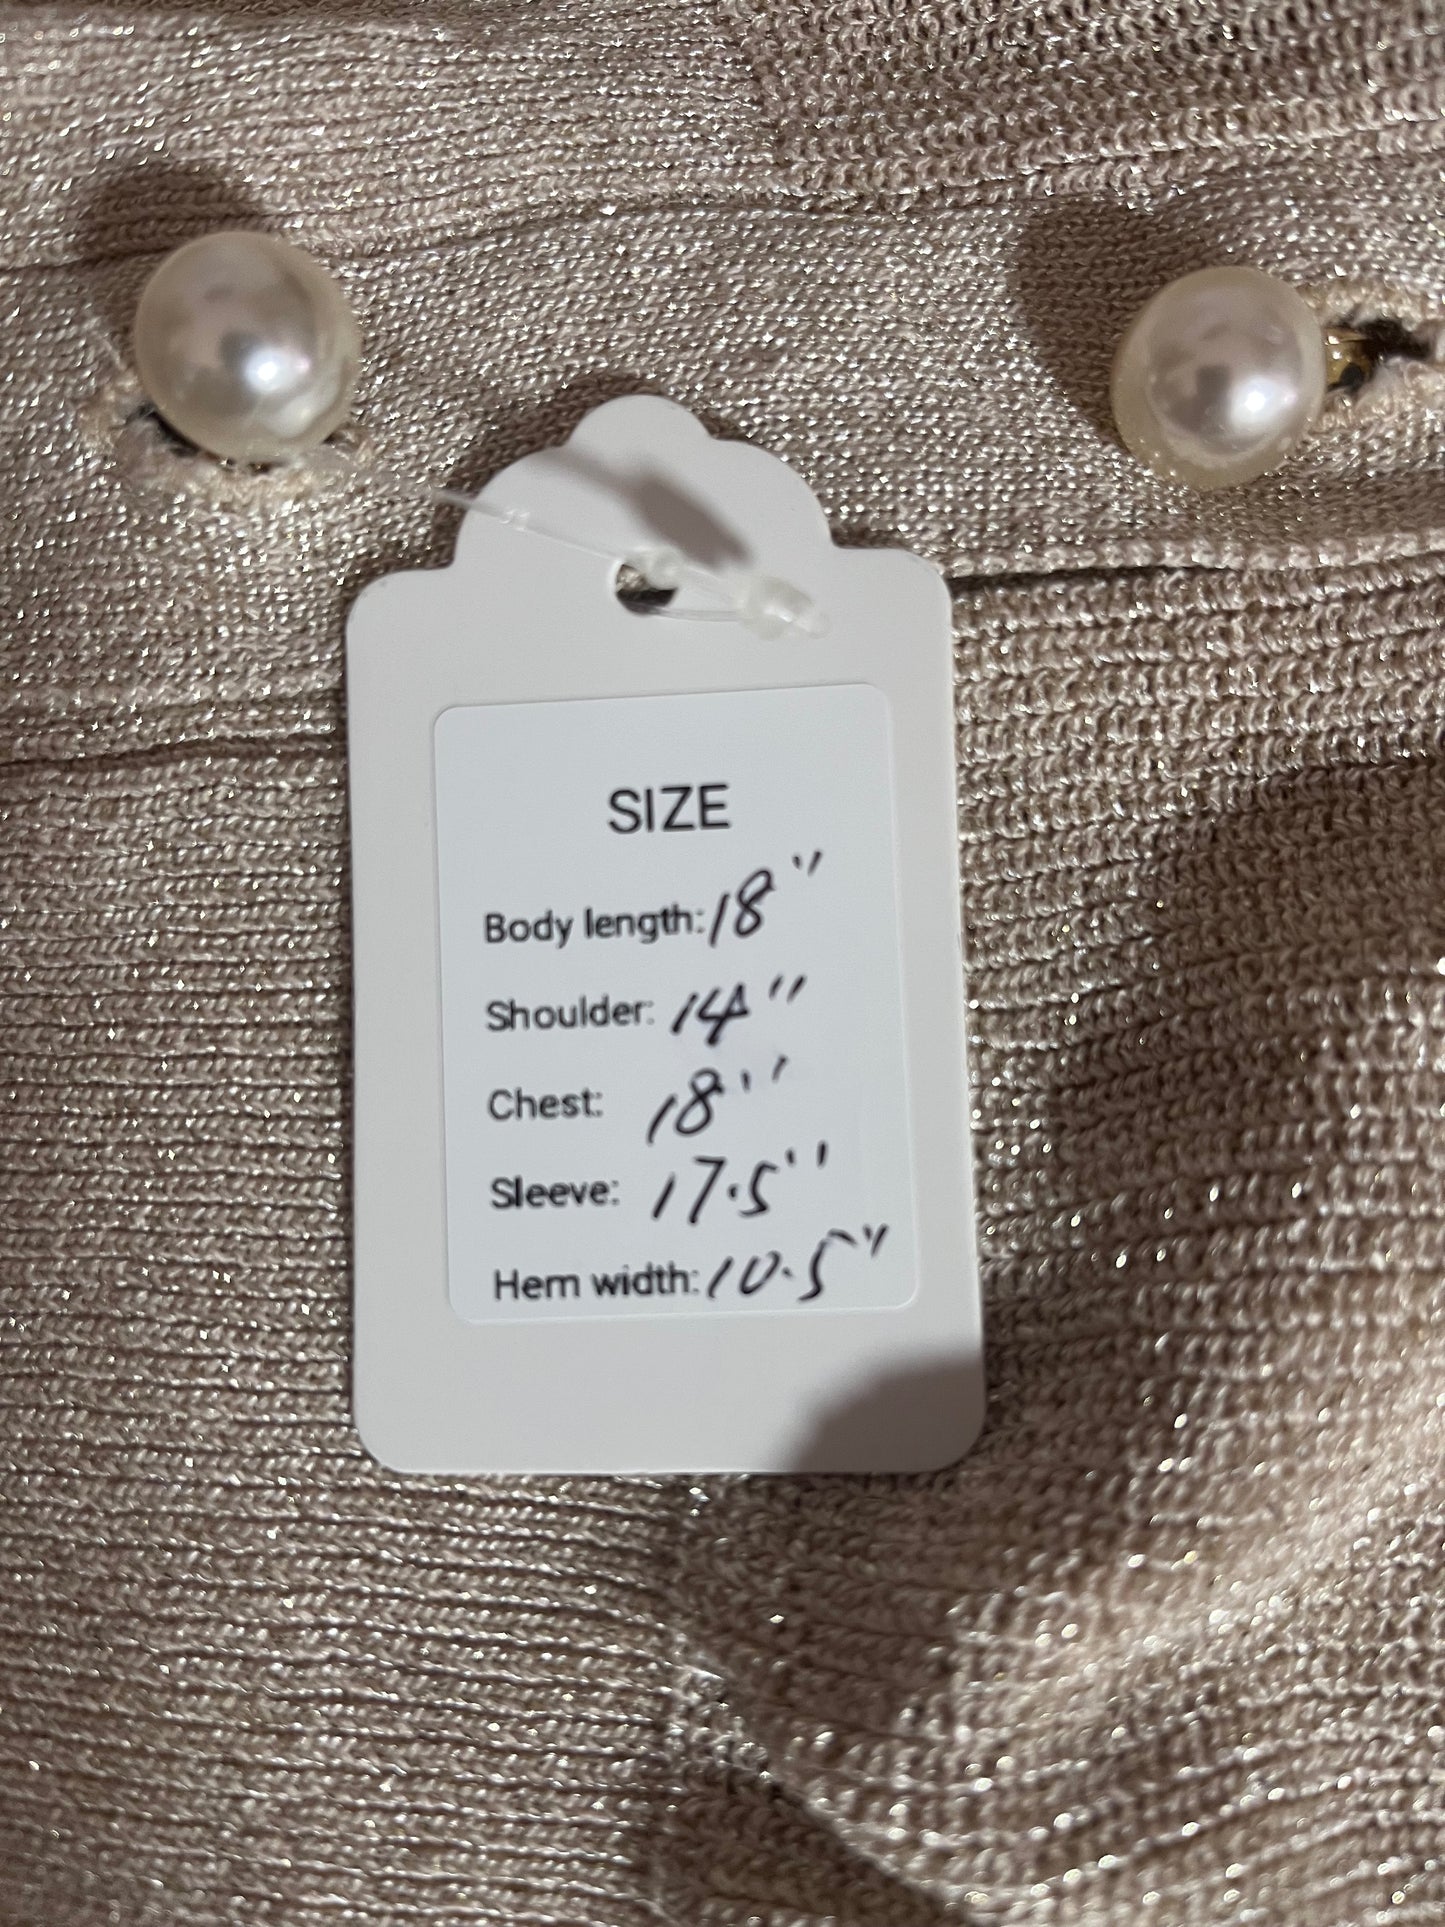 SIZE
Body length: 18"
Shoulder: 14"
Chest: 18"
Sleeve: 17.5"
Hem width: 10.5"